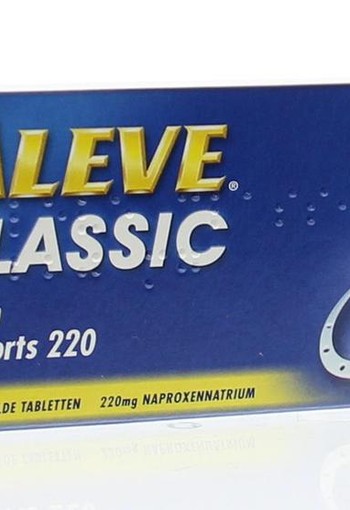 ALEVE®
LASSIC
orts 220
LDE TABLETTEN 220mg NAPROXENNATRIUM